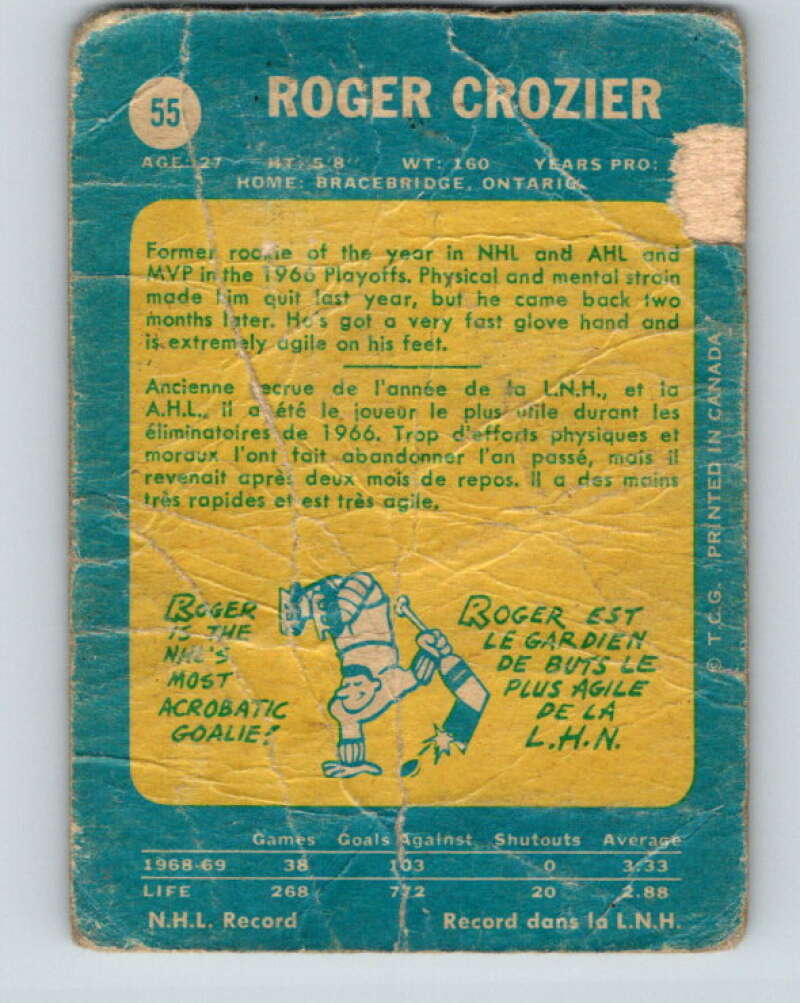 55
ROGER CROZIER
AGE: 27 HT: 5'8" WT: 160 YEARS PRO:
HOME: BRACEBRIDGE, ONTARIO
Former rookie of the year in NHL and AHL and
MVP in the 1966 Playoffs. Physical and mental strain
made him quit last year, but he came back two
months later. He's got a very fast glove hand and
is extremely agile on his feet.
Ancienne recrue de l'année de la L.N.H., et la
A.H.L., il a été le joueur le plus utile durant les
éliminatoires de 1966. Trop d'efforts physiques et
moraux l'ont fait abandonner l'an passé, mais il
revenait après deux mois de repos. Il a des mains
très rapides et est très agile.
ROGER
IS THE
NHL'S
MOST
ACROBATIC
GOALIE!
ROGER EST
LE GARDIEN
DE BUTS LE
PLUS AGILE
DE LA
L.H.N.
© T.C.G. PRINTED IN CANADA
Games Goals Against Shutouts Average
1968-69 38 103 0 3.33
LIFE 268 772 20 2.88
N.H.L. Record Record dans la L.N.H.